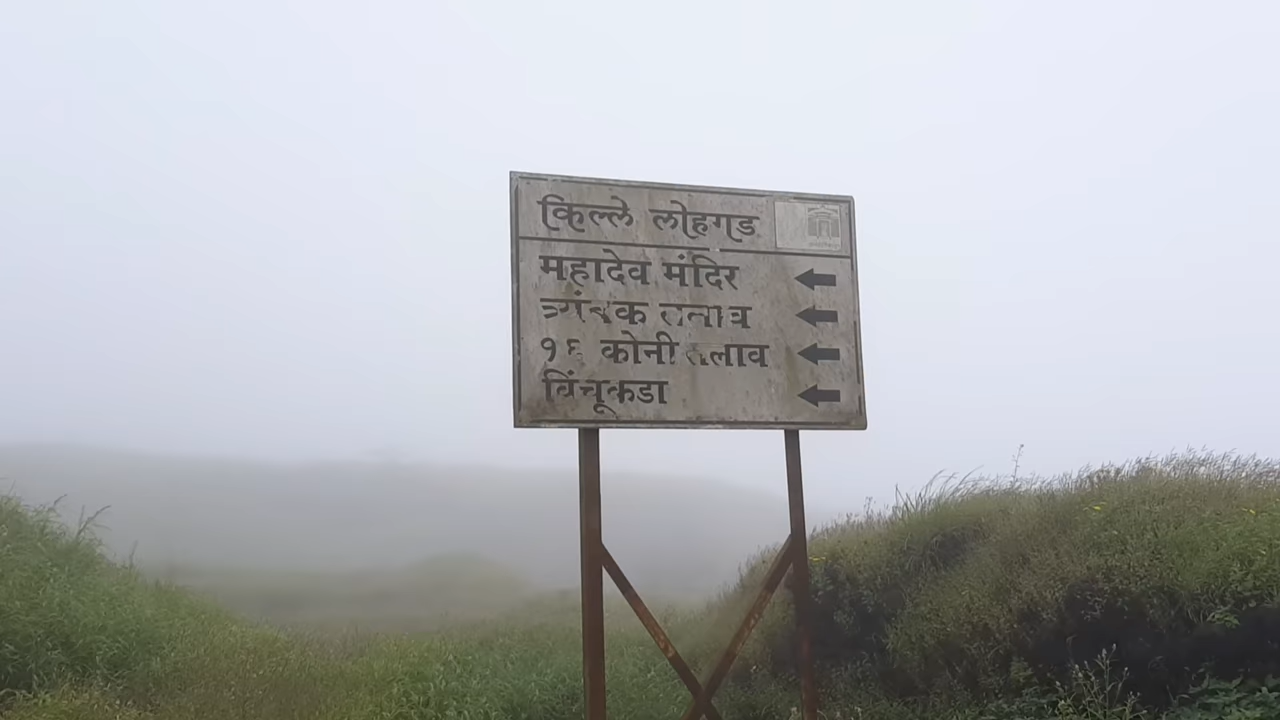 किल्ले लोहगड
महादेव मंदिर
त्र्यंबक तलाव
१६ कोनी तलाव
विंचूकडा